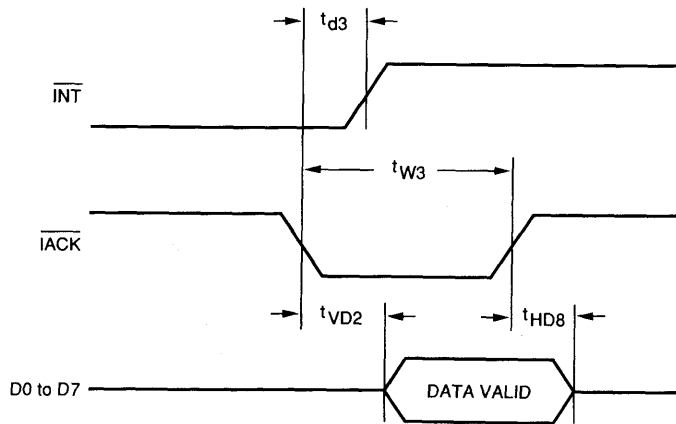 td3
INT
tW3
IACK
tVD2
tHD8
D0 to D7
DATA VALID